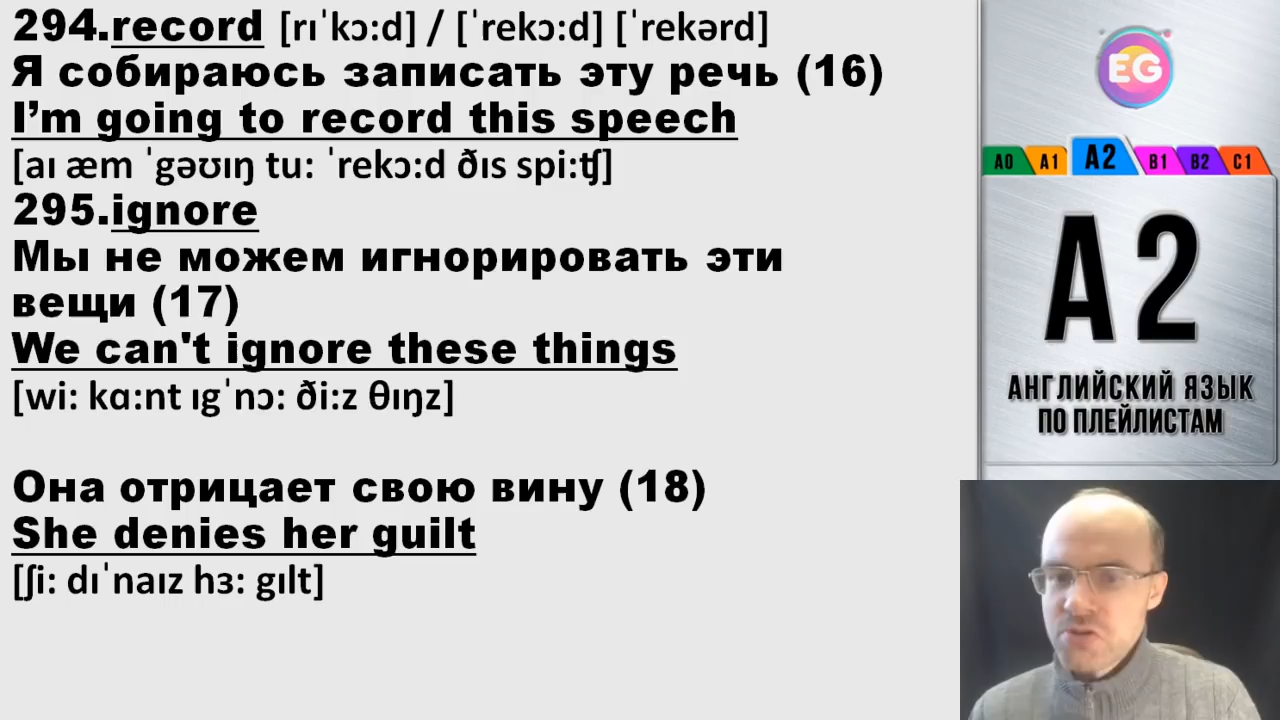 294.record [rɪˈkɔ:d] / [ˈrekɔ:d] [ˈrekərd]
Я собираюсь записать эту речь (16)
I’m going to record this speech
[aɪ æm ˈgəʊɪŋ tu: ˈrekɔ:d ðɪs spi:ʧ]
295.ignore
Мы не можем игнорировать эти
вещи (17)
We can't ignore these things
[wi: kɑ:nt ɪgˈnɔ: ði:z θɪŋz]
Она отрицает свою вину (18)
She denies her guilt
[ʃi: dɪˈnaɪz hɜ: gɪlt]
EG
A0 A1 A2 B1 B2 C1
A2
АНГЛИЙСКИЙ ЯЗЫК
ПО ПЛЕЙЛИСТАМ